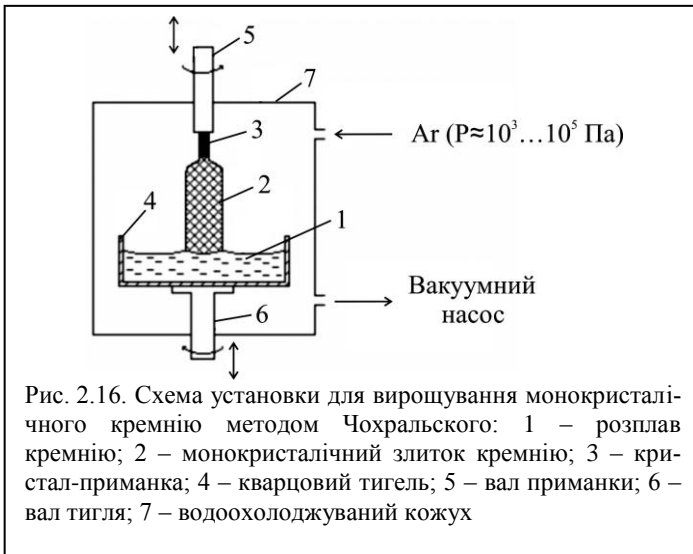 5
7
3
Ar (P≈10³…10⁵ Па)
4
2
1
Вакуумний
насос
6
Рис. 2.16. Схема установки для вирощування монокристалі-
чного кремнію методом Чохральского: 1 – розплав
кремнію; 2 – монокристалічний злиток кремнію; 3 – кри-
стал-приманка; 4 – кварцовий тигель; 5 – вал приманки; 6 –
вал тигля; 7 – водоохолоджуваний кожух